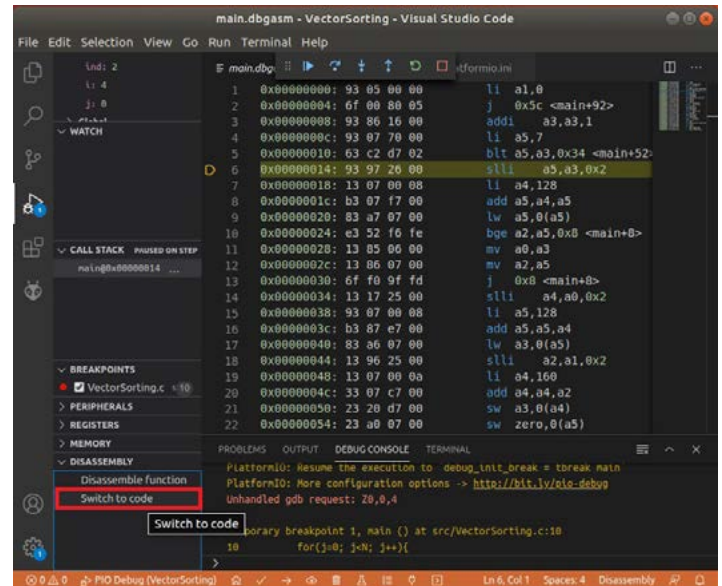 main.dbgasm - VectorSorting - Visual Studio Code
File Edit Selection View Go Run Terminal Help
ind: 2
i: 4
j: 8
Global
WATCH
CALL STACK PAUSED ON STEP
main@0x00000014 ...
BREAKPOINTS
VectorSorting.c 10
PERIPHERALS
REGISTERS
MEMORY
DISASSEMBLY
Disassemble function
Switch to code
Switch to code
main.dbg
tformio.ini
1 0x00000000: 93 05 00 00 li a1,0
2 0x00000004: 6f 00 80 05 j 0x5c <main+92>
3 0x00000008: 93 86 16 00 addi a3,a3,1
4 0x0000000c: 93 07 70 00 li a5,7
5 0x00000010: 63 c2 d7 02 blt a5,a3,0x34 <main+52>
6 0x00000014: 93 97 26 00 slli a5,a3,0x2
7 0x00000018: 13 07 00 08 li a4,128
8 0x0000001c: b3 07 f7 00 add a5,a4,a5
9 0x00000020: 83 a7 07 00 lw a5,0(a5)
10 0x00000024: e3 52 f6 fe bge a2,a5,0x8 <main+8>
11 0x00000028: 13 85 06 00 mv a0,a3
12 0x0000002c: 13 86 07 00 mv a2,a5
13 0x00000030: 6f f0 9f fd j 0x8 <main+8>
14 0x00000034: 13 17 25 00 slli a4,a0,0x2
15 0x00000038: 93 07 00 08 li a5,128
16 0x0000003c: b3 87 e7 00 add a5,a5,a4
17 0x00000040: 83 a6 07 00 lw a3,0(a5)
18 0x00000044: 13 96 25 00 slli a2,a1,0x2
19 0x00000048: 13 07 00 0a li a4,160
20 0x0000004c: 33 07 c7 00 add a4,a4,a2
21 0x00000050: 23 20 d7 00 sw a3,0(a4)
22 0x00000054: 23 a0 07 00 sw zero,0(a5)
PROBLEMS OUTPUT DEBUG CONSOLE TERMINAL
PlatformIO: Resume the execution to debug_init_break = tbreak main
PlatformIO: More configuration options -> http://bit.ly/pio-debug
Unhandled gdb request: Z0,0,4
porary breakpoint 1, main () at src/VectorSorting.c:10
10 for(j=0; j<N; j++){
0 0 PIO Debug (VectorSorting) Ln 6, Col 1 Spaces: 4 Disassembly